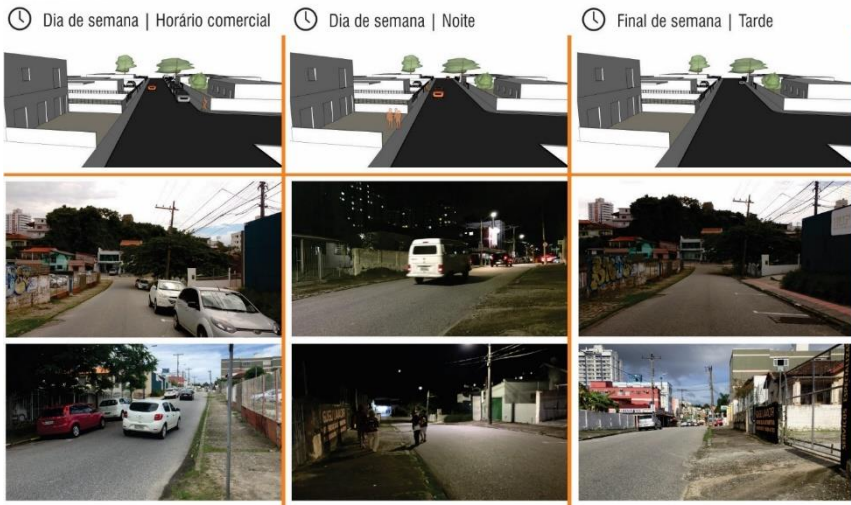 Dia de semana | Horário comercial
Dia de semana | Noite
Final de semana | Tarde